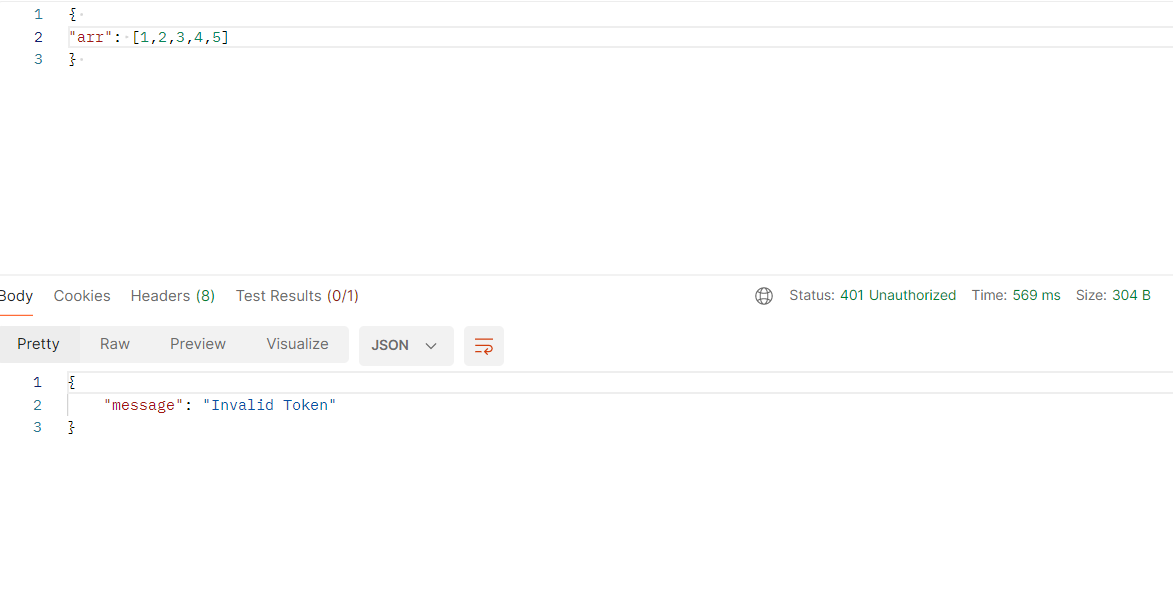 1 {
2 "arr": [1,2,3,4,5]
3 }
Body Cookies Headers (8) Test Results (0/1) Status: 401 Unauthorized Time: 569 ms Size: 304 B
Pretty Raw Preview Visualize JSON
1 {
2 "message": "Invalid Token"
3 }